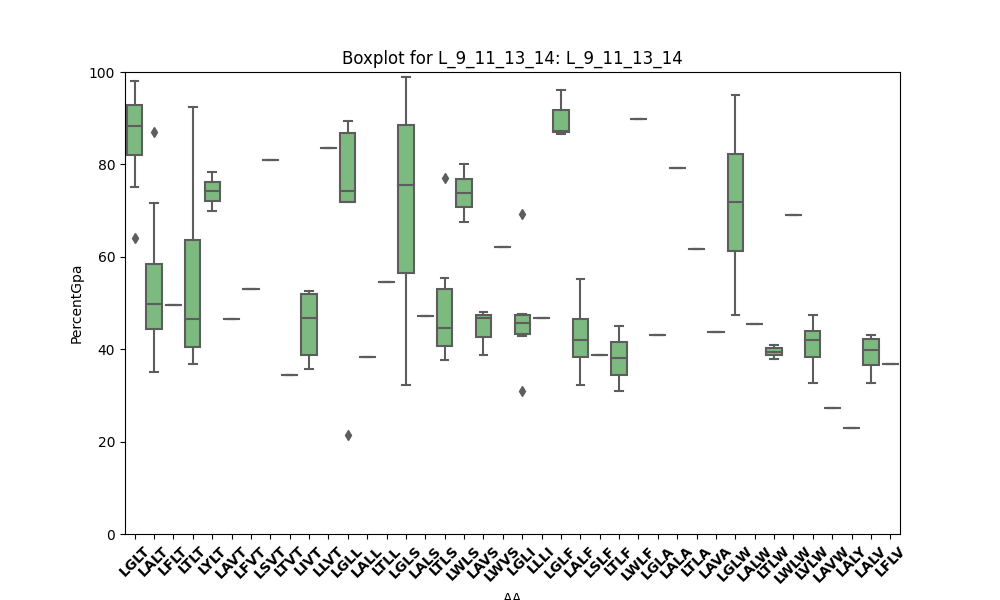 Boxplot for L_9_11_13_14: L_9_11_13_14
PercentGpa
100
80
60
40
20
0
LGLT LALT LFLT LTLT LYLT LAVT LFVT LSVT LTVT LIVT LLVT LGLL LALL LTLL LGLS LALS LTLS LWLS LAVS LWVS LGLI LLI LGLF LALF LSLF LTLF LWLF LGLA LALA LTLA LAVA LGLW LALW LTLW LWLW LVLW LAVW LALY LALV LFLV
AA